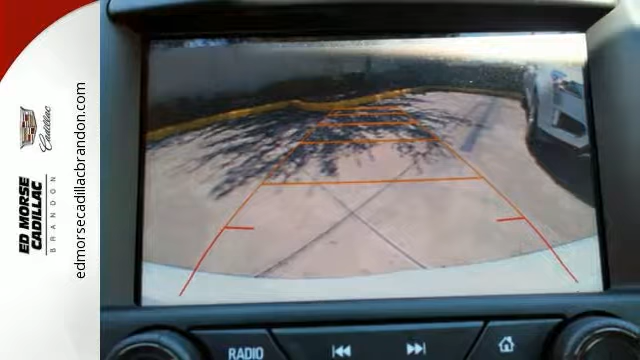 Cadillac
ED MORSE
CADILLAC
BRANDON
edmorsecadillacbrandon.com
RADIO